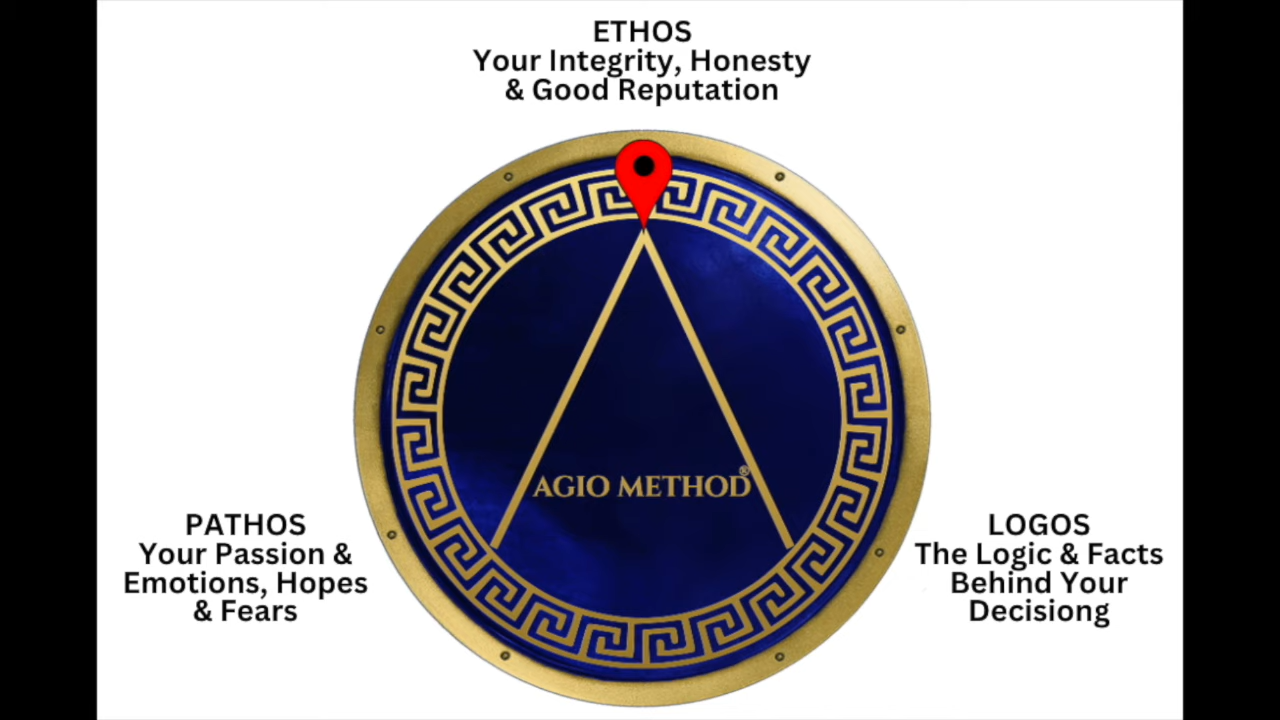 ETHOS
Your Integrity, Honesty
& Good Reputation
AGIO METHOD®
PATHOS
Your Passion &
Emotions, Hopes
& Fears
LOGOS
The Logic & Facts
Behind Your
Decisiong